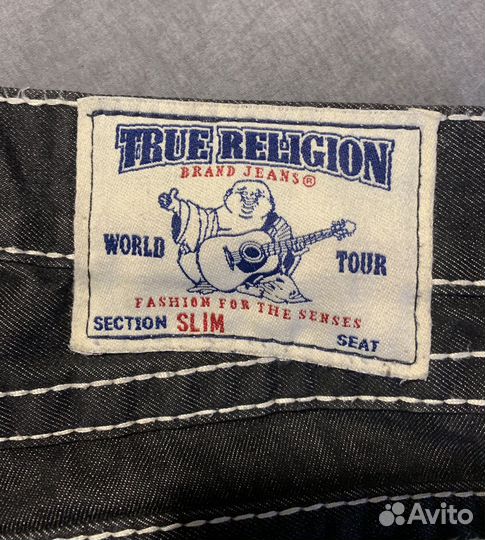 TRUE RELIGION
BRAND JEANS®
WORLD TOUR
FASHION FOR THE SENSES
SECTION SLIM SEAT
Avito